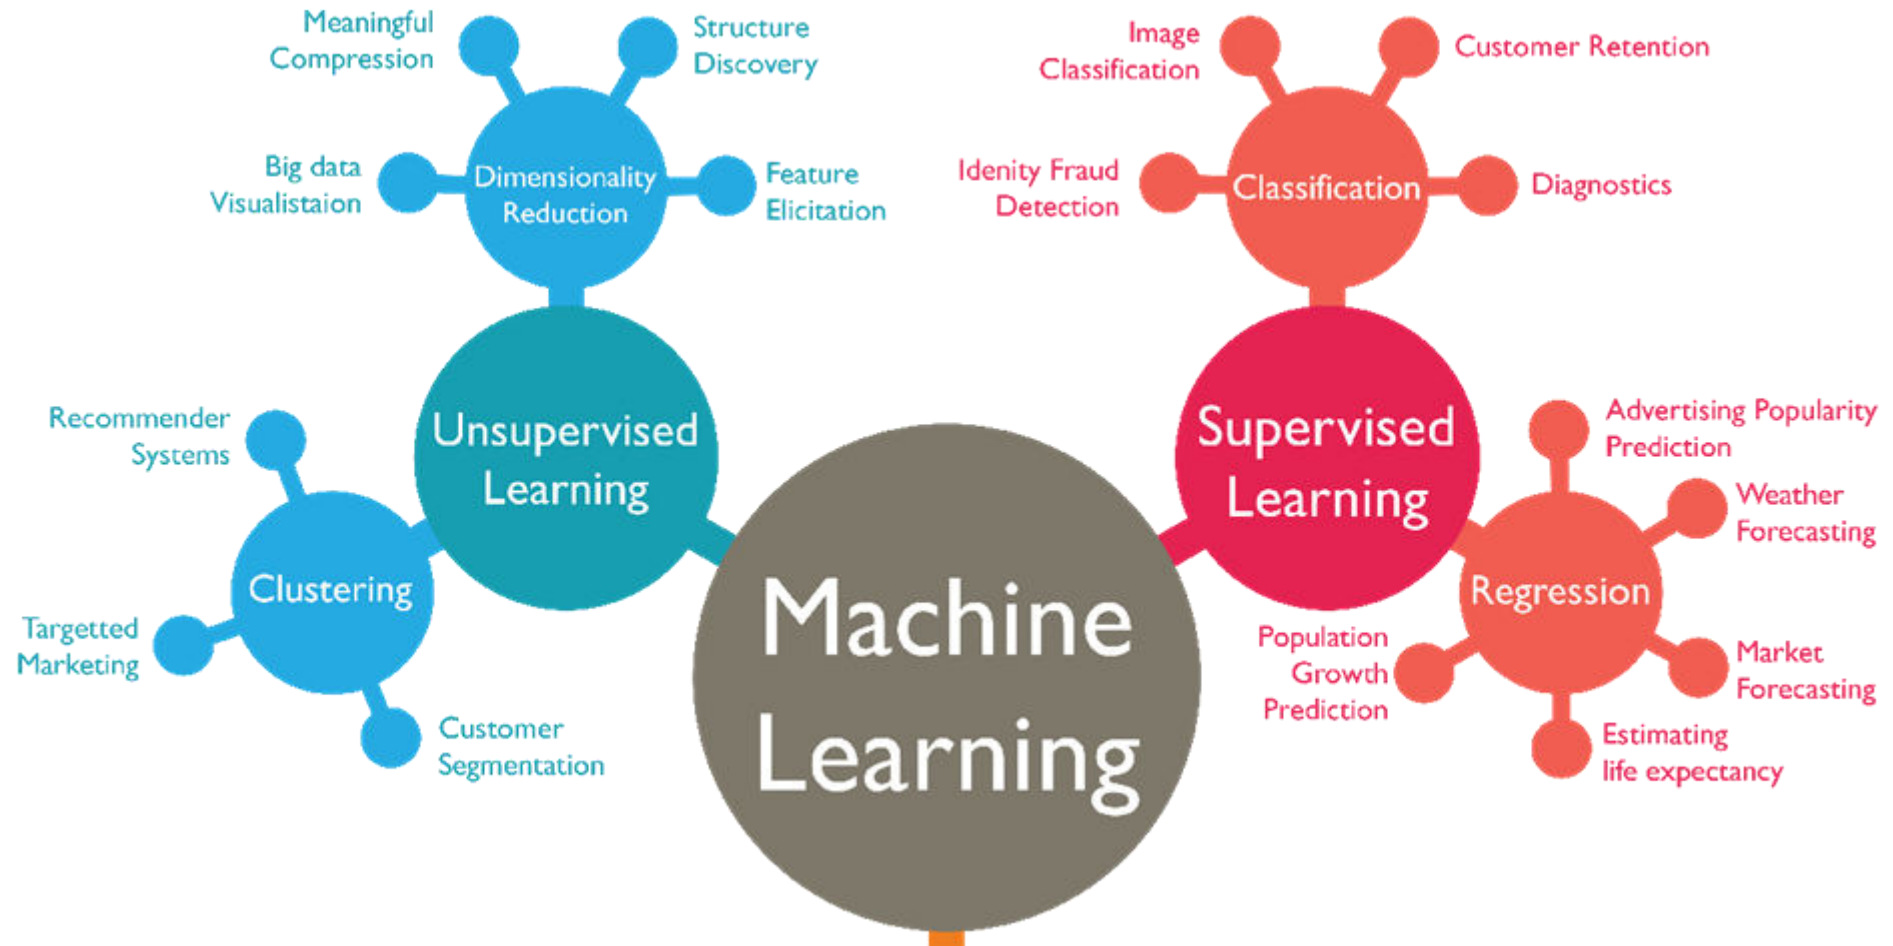 Meaningful
Compression
Structure
Discovery
Big data
Visualistaion
Dimensionality
Reduction
Feature
Elicitation
Image
Classification
Customer Retention
Idenity Fraud
Detection
Classification
Diagnostics
Unsupervised
Learning
Recommender
Systems
Clustering
Targetted
Marketing
Customer
Segmentation
Machine
Learning
Supervised
Learning
Advertising Popularity
Prediction
Weather
Forecasting
Regression
Population
Growth
Prediction
Market
Forecasting
Estimating
life expectancy